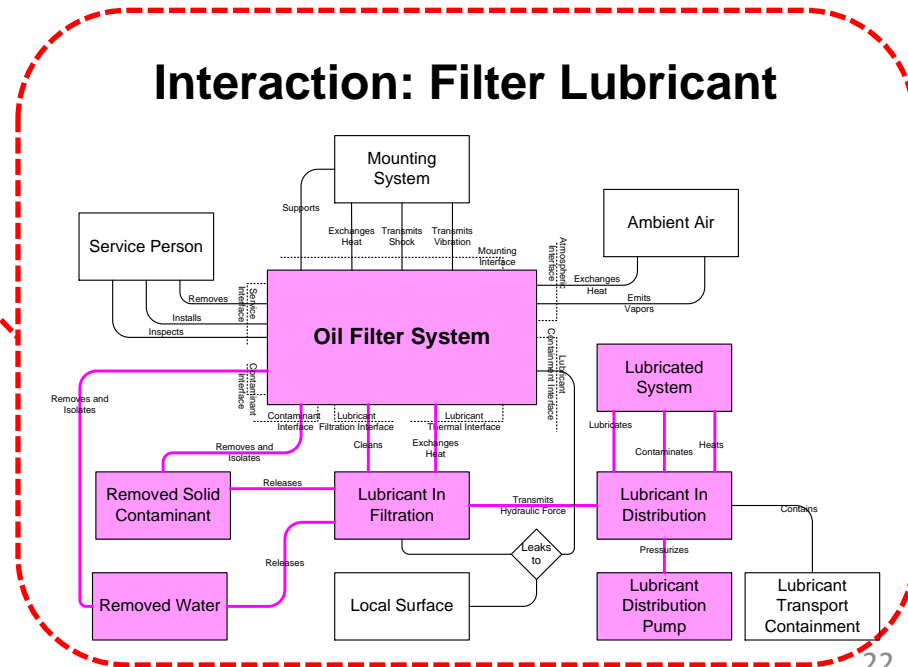 Interaction: Filter Lubricant
Mounting
System
Service Person
Ambient Air
Supports
Exchanges
Heat
Transmits
Shock
Transmits
Vibration
Mounting
Interface
Atmospheric
Interface
Exchanges
Heat
Emits
Vapors
Removes
Installs
Inspects
Service
Interface
Oil Filter System
Contaminant
Interface
Lubricant
Containment Interface
Lubricated
System
Removes and
Isolates
Contaminant
Interface
Lubricant
Filtration Interface
Lubricant
Thermal Interface
Removes and
Isolates
Cleans
Exchanges
Heat
Lubricates
Contaminates
Heats
Removed Solid
Contaminant
Releases
Lubricant In
Filtration
Transmits
Hydraulic Force
Lubricant In
Distribution
Contains
Releases
Leaks
to
Pressurizes
Removed Water
Local Surface
Lubricant
Distribution
Pump
Lubricant
Transport
Containment
22